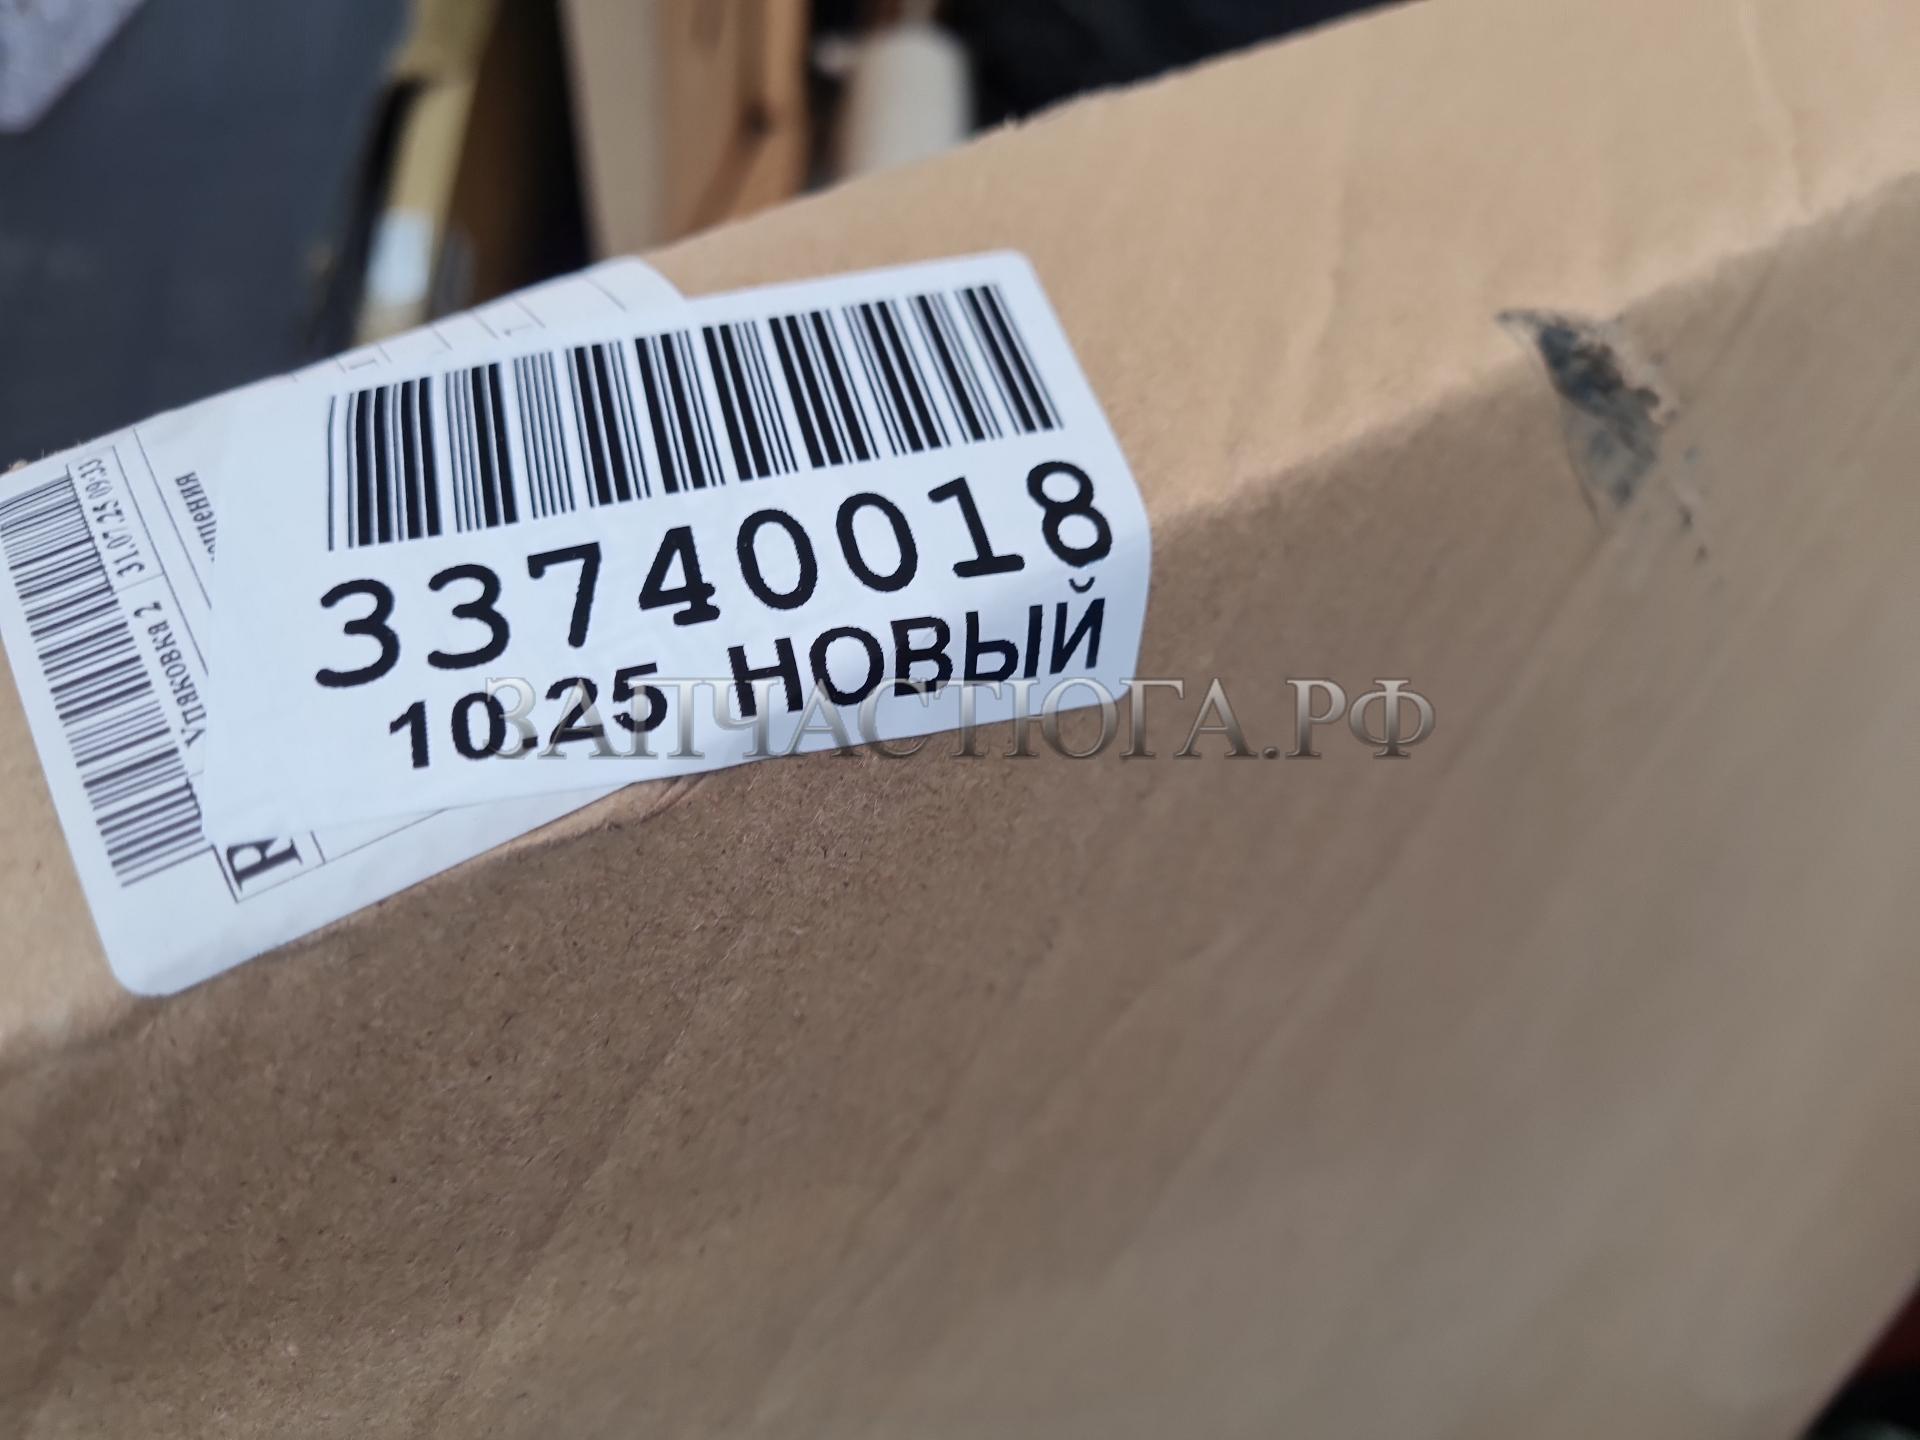 33740018
10.25 НОВЫЙ
ЗАПЧАСТЮГА.РФ
31.07.25 09:33
Упаковка 2